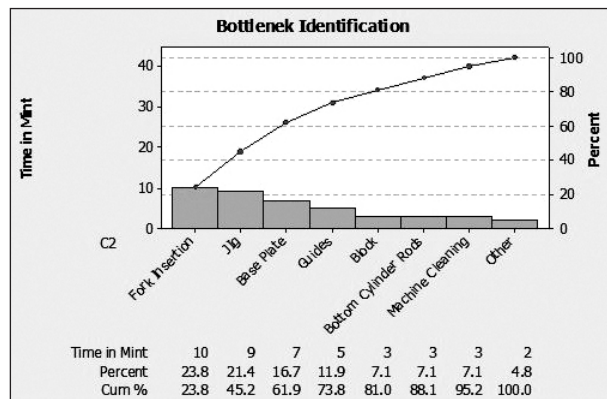 Bottlenek Identification
Time in Mint
40
30
20
10
0
Percent
100
80
60
40
20
0
C2
Fork Insertion
Jlig
Base Plate
Guides
Block
Bottom Cylinder Rods
Machine Cleaning
Other
Time in Mint 10 9 7 5 3 3 3 2
Percent 23.8 21.4 16.7 11.9 7.1 7.1 7.1 4.8
Cum % 23.8 45.2 61.9 73.8 81.0 88.1 95.2 100.0